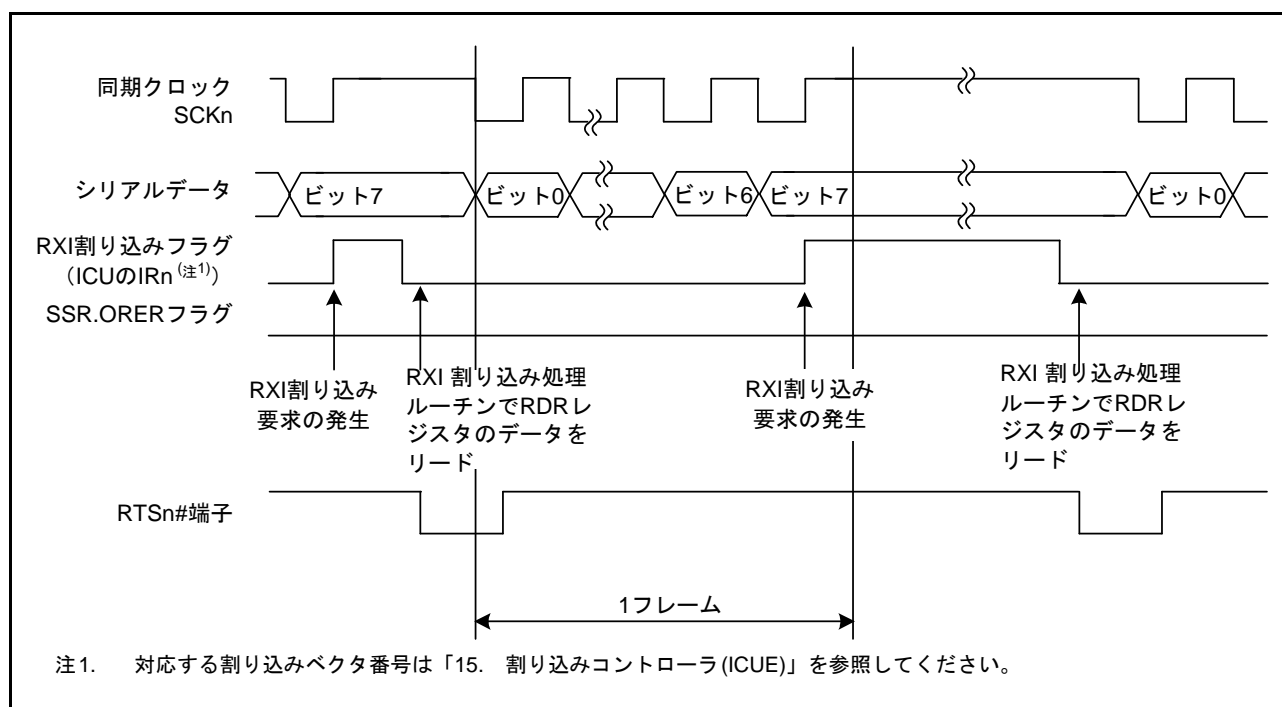 同期クロック
SCKn
シリアルデータ
ビット7
ビット0
ビット6
ビット7
ビット0
RXI割り込みフラグ
(ICUのIRn(注1))
SSR.ORERフラグ
RXI割り込み
要求の発生
RXI 割り込み処理
ルーチンでRDRレ
ジスタのデータを
リード
RXI割り込み
要求の発生
RXI 割り込み処理
ルーチンでRDRレ
ジスタのデータを
リード
RTSn#端子
1フレーム
注1. 対応する割り込みベクタ番号は「15. 割り込みコントローラ(ICUE)」を参照してください。